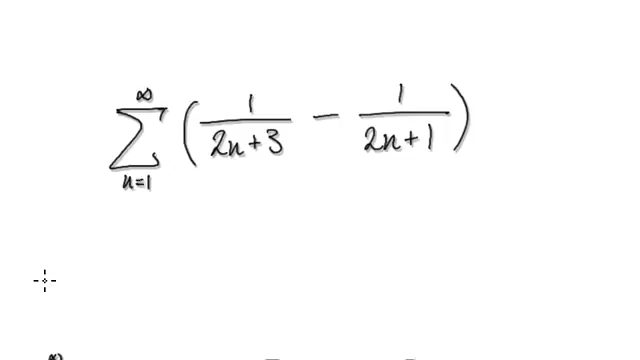 ∞
∑ ( 1/(2n+3) − 1/(2n+1) )
n=1
∞